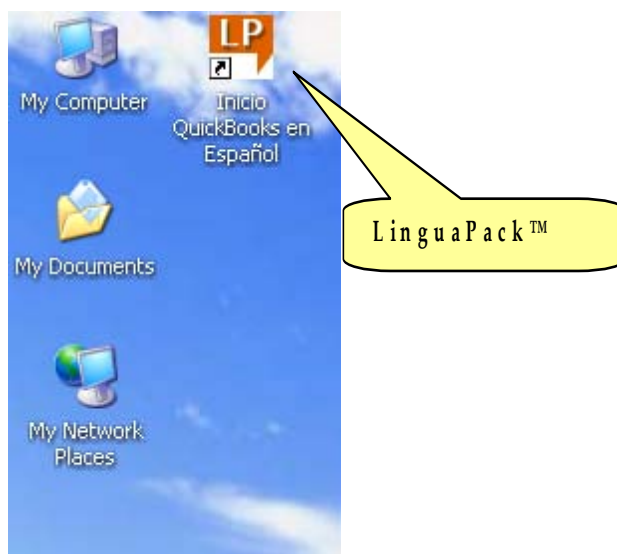 LP
My Computer
Inicio
QuickBooks en
Español
LinguaPack™
My Documents
My Network
Places